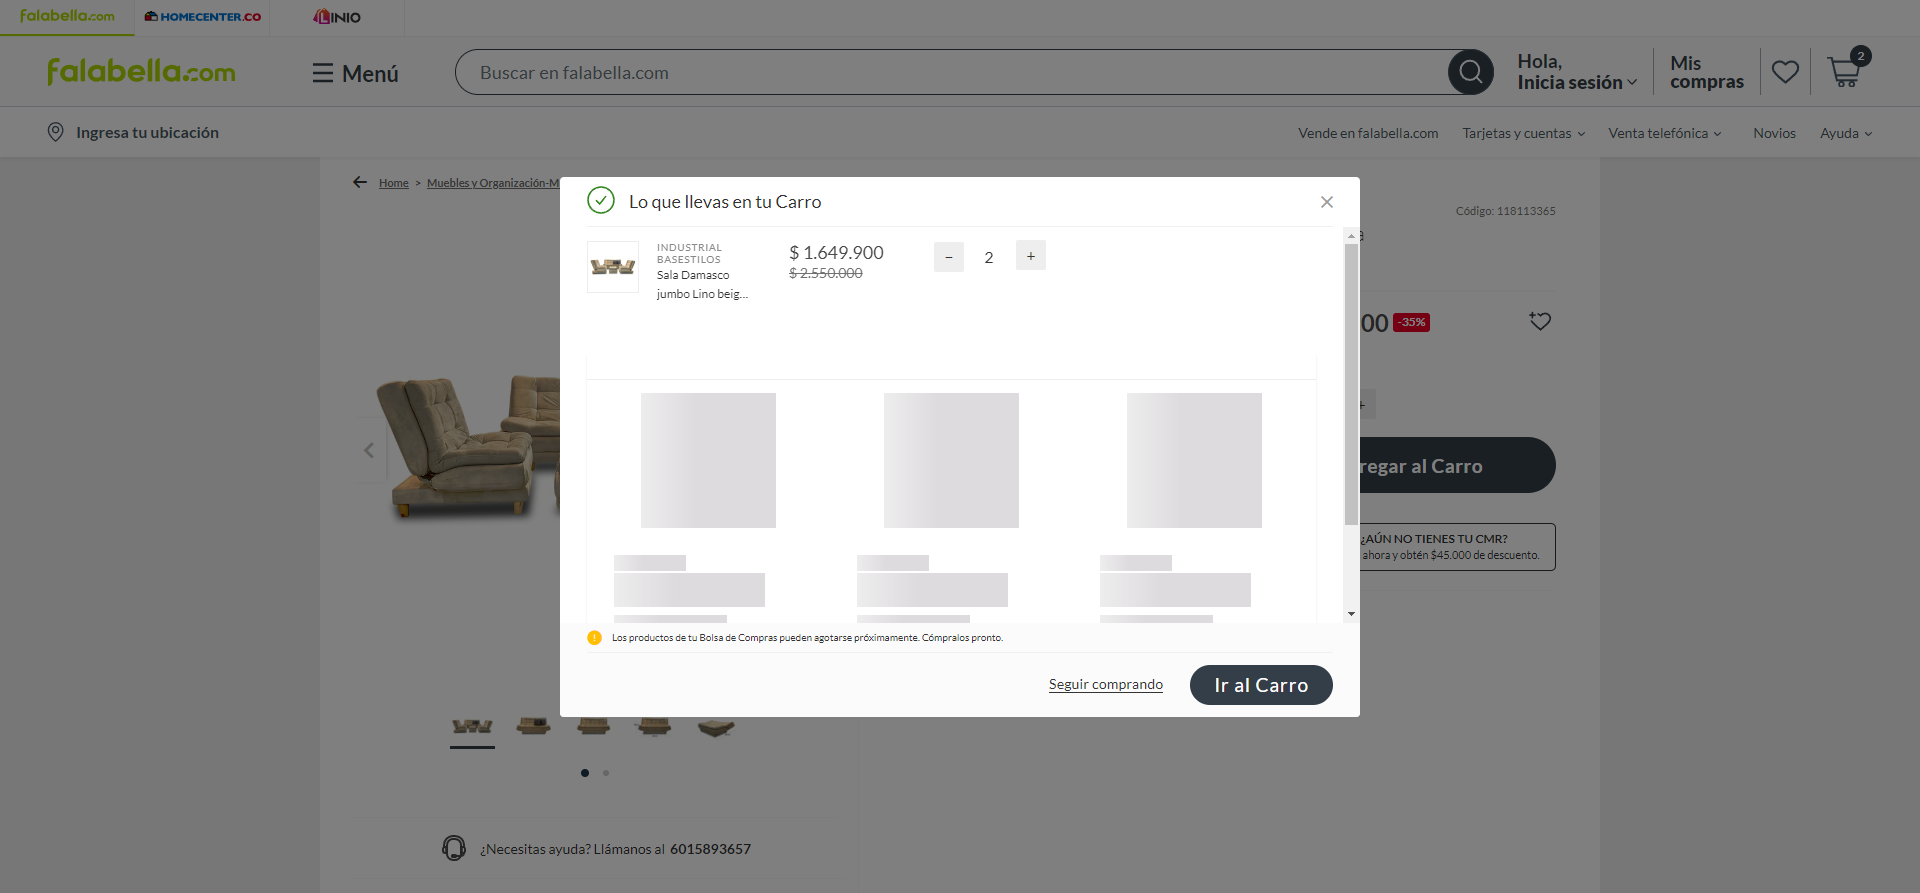 falabella.com
HOMECENTER.CO
LINIO
falabella.com
Menú
Buscar en falabella.com
Hola,
Inicia sesión
Mis
compras
2
Ingresa tu ubicación
Vende en falabella.com
Tarjetas y cuentas
Venta telefónica
Novios
Ayuda
Home > Muebles y Organización-M
Código: 118113365
Lo que llevas en tu Carro
INDUSTRIAL
BASESTILOS
Sala Damasco
jumbo Lino beig...
$ 1.649.900
$ 2.550.000
− 2 +
00 -35%
+
regar al Carro
¿AÚN NO TIENES TU CMR?
ahora y obtén $45.000 de descuento.
Los productos de tu Bolsa de Compras pueden agotarse próximamente. Cómpralos pronto.
Seguir comprando
Ir al Carro
¿Necesitas ayuda? Llámanos al 6015893657